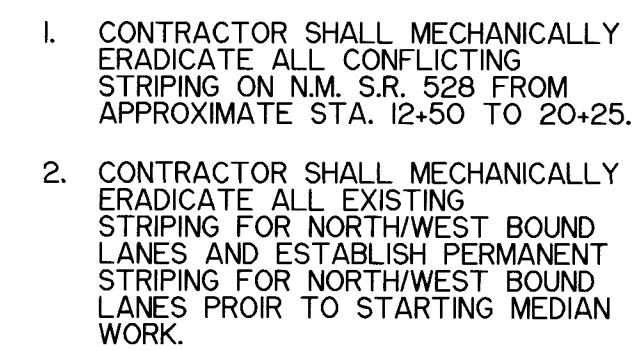 1. CONTRACTOR SHALL MECHANICALLY
ERADICATE ALL CONFLICTING
STRIPING ON N.M. S.R. 528 FROM
APPROXIMATE STA. 12+50 TO 20+25.
2. CONTRACTOR SHALL MECHANICALLY
ERADICATE ALL EXISTING
STRIPING FOR NORTH/WEST BOUND
LANES AND ESTABLISH PERMANENT
STRIPING FOR NORTH/WEST BOUND
LANES PROIR TO STARTING MEDIAN
WORK.